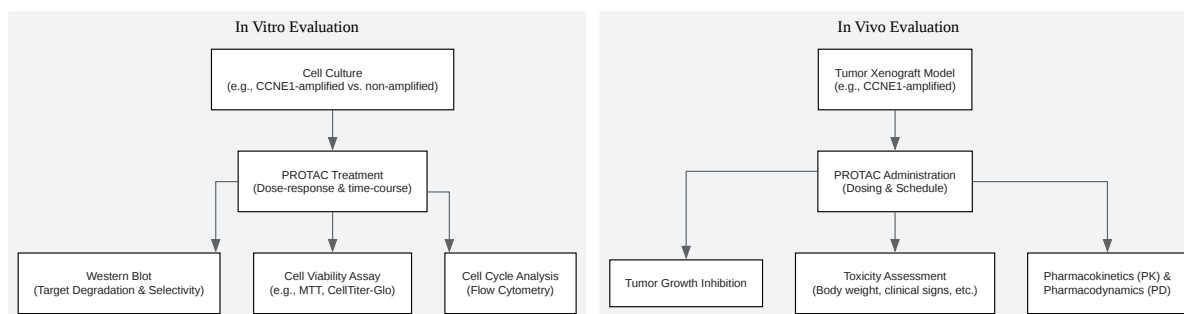 In Vitro Evaluation
Cell Culture
(e.g., CCNE1-amplified vs. non-amplified)
PROTAC Treatment
(Dose-response & time-course)
Western Blot
(Target Degradation & Selectivity)
Cell Viability Assay
(e.g., MTT, CellTiter-Glo)
Cell Cycle Analysis
(Flow Cytometry)
In Vivo Evaluation
Tumor Xenograft Model
(e.g., CCNE1-amplified)
PROTAC Administration
(Dosing & Schedule)
Tumor Growth Inhibition
Toxicity Assessment
(Body weight, clinical signs, etc.)
Pharmacokinetics (PK) &
Pharmacodynamics (PD)